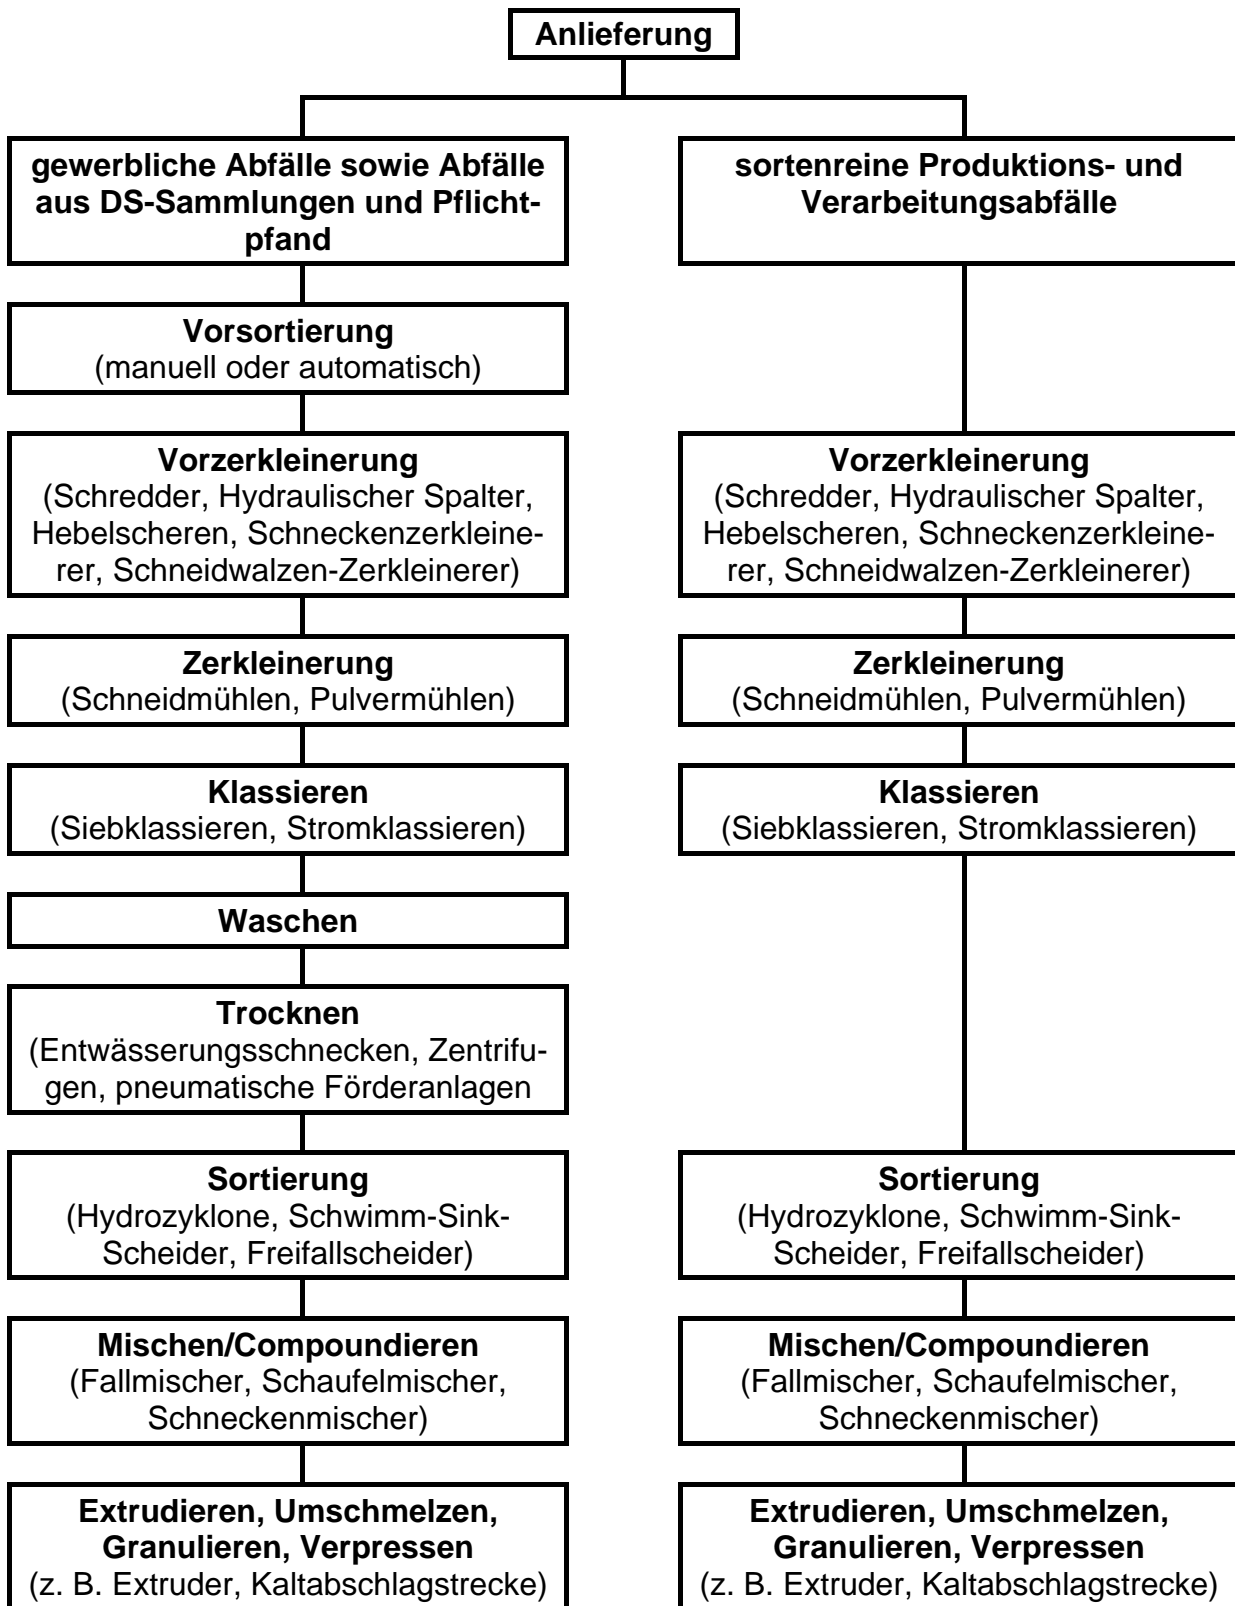 Anlieferung
gewerbliche Abfälle sowie Abfälle
aus DS-Sammlungen und Pflicht-
pfand
sortenreine Produktions- und
Verarbeitungsabfälle
Vorsortierung
(manuell oder automatisch)
Vorzerkleinerung
(Schredder, Hydraulischer Spalter,
Hebelscheren, Schneckenzerkleine-
rer, Schneidwalzen-Zerkleinerer)
Vorzerkleinerung
(Schredder, Hydraulischer Spalter,
Hebelscheren, Schneckenzerkleine-
rer, Schneidwalzen-Zerkleinerer)
Zerkleinerung
(Schneidmühlen, Pulvermühlen)
Zerkleinerung
(Schneidmühlen, Pulvermühlen)
Klassieren
(Siebklassieren, Stromklassieren)
Klassieren
(Siebklassieren, Stromklassieren)
Waschen
Trocknen
(Entwässerungsschnecken, Zentrifu-
gen, pneumatische Förderanlagen
Sortierung
(Hydrozyklone, Schwimm-Sink-
Scheider, Freifallscheider)
Sortierung
(Hydrozyklone, Schwimm-Sink-
Scheider, Freifallscheider)
Mischen/Compoundieren
(Fallmischer, Schaufelmischer,
Schneckenmischer)
Mischen/Compoundieren
(Fallmischer, Schaufelmischer,
Schneckenmischer)
Extrudieren, Umschmelzen,
Granulieren, Verpressen
(z. B. Extruder, Kaltabschlagstrecke)
Extrudieren, Umschmelzen,
Granulieren, Verpressen
(z. B. Extruder, Kaltabschlagstrecke)